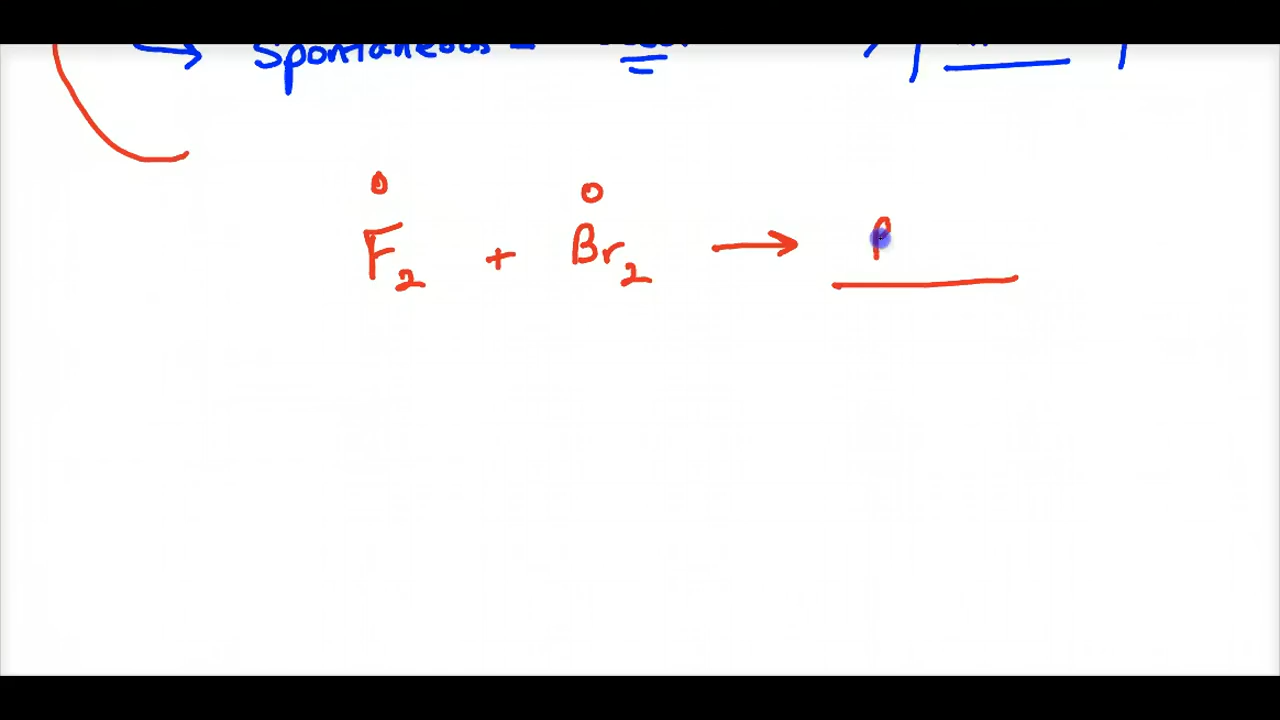 Spontaneous -
0 0
F2 + Br2 → P